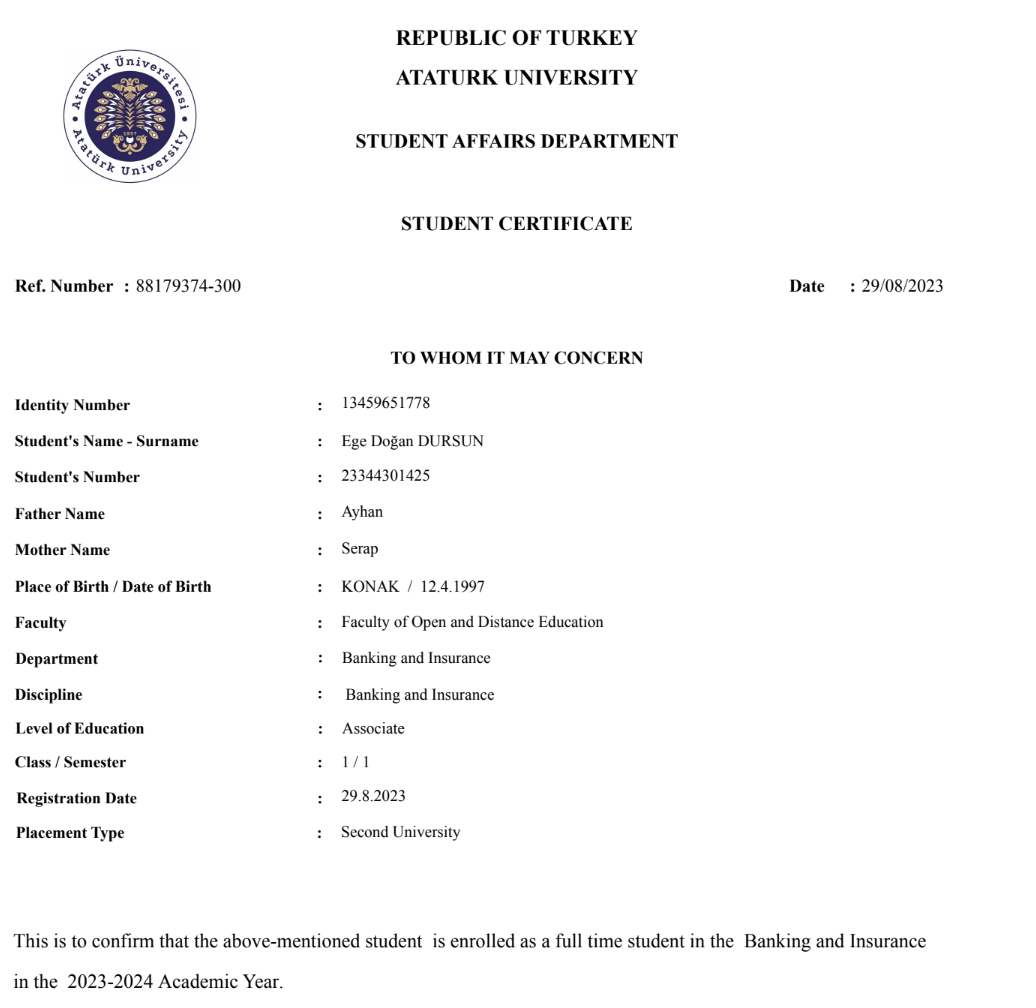 REPUBLIC OF TURKEY
ATATURK UNIVERSITY
Atatürk Üniversitesi
1957
Atatürk University
STUDENT AFFAIRS DEPARTMENT
STUDENT CERTIFICATE
Ref. Number : 88179374-300 Date : 29/08/2023
TO WHOM IT MAY CONCERN
Identity Number : 13459651778
Student's Name - Surname : Ege Doğan DURSUN
Student's Number : 23344301425
Father Name : Ayhan
Mother Name : Serap
Place of Birth / Date of Birth : KONAK / 12.4.1997
Faculty : Faculty of Open and Distance Education
Department : Banking and Insurance
Discipline : Banking and Insurance
Level of Education : Associate
Class / Semester : 1 / 1
Registration Date : 29.8.2023
Placement Type : Second University
This is to confirm that the above-mentioned student is enrolled as a full time student in the Banking and Insurance
in the 2023-2024 Academic Year.